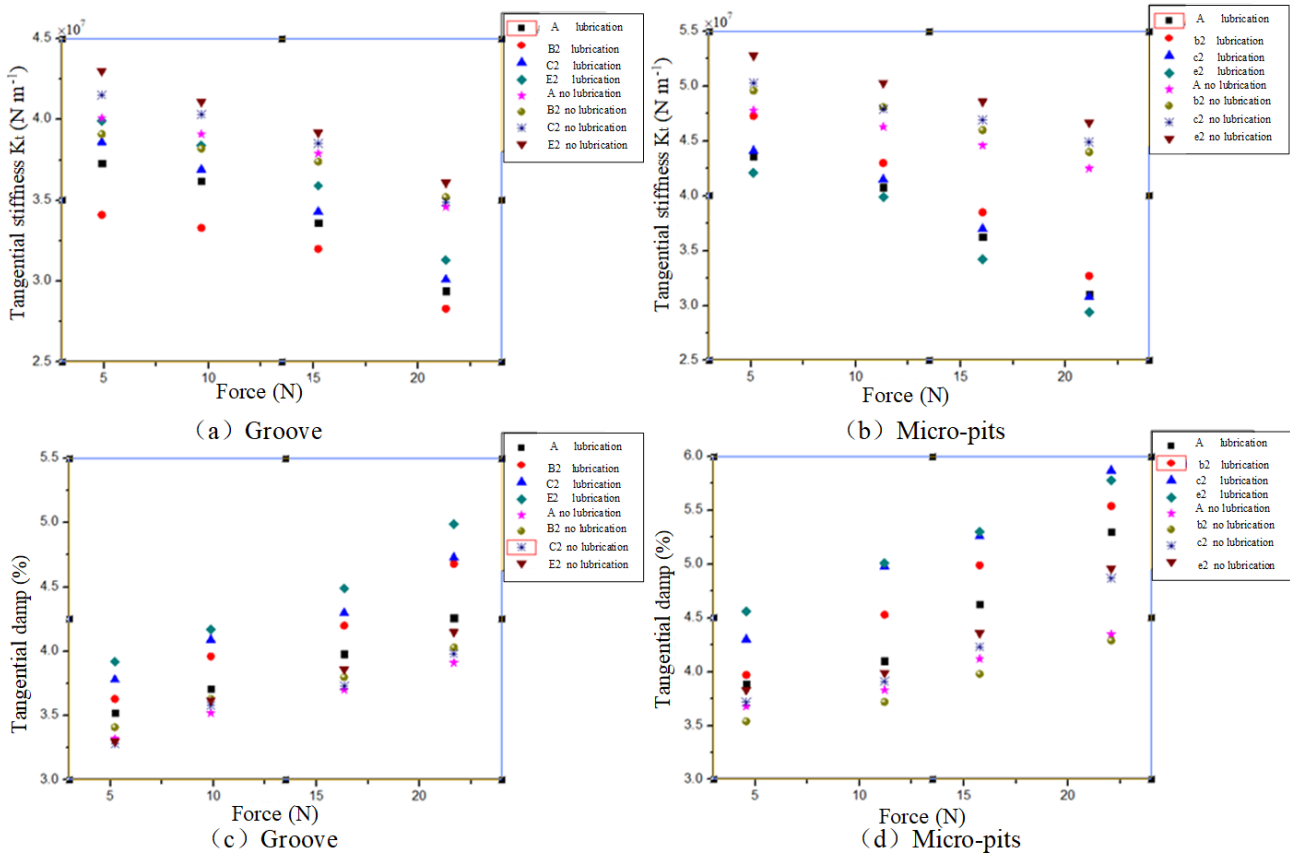 ×10⁷
4.5
4.0
3.5
3.0
2.5
5
10
15
20
Tangential stiffness Kt (N m⁻¹)
Force (N)
A lubrication
B2 lubrication
C2 lubrication
E2 lubrication
A no lubrication
B2 no lubrication
C2 no lubrication
E2 no lubrication
(a) Groove
×10⁷
5.5
5.0
4.5
4.0
3.5
3.0
2.5
5
10
15
20
Tangential stiffness Kt (N m⁻¹)
Force (N)
A lubrication
b2 lubrication
c2 lubrication
e2 lubrication
A no lubrication
b2 no lubrication
c2 no lubrication
e2 no lubrication
(b) Micro-pits
5.5
5.0
4.5
4.0
3.5
3.0
5
10
15
20
Tangential damp (%)
Force (N)
A lubrication
B2 lubrication
C2 lubrication
E2 lubrication
A no lubrication
B2 no lubrication
C2 no lubrication
E2 no lubrication
(c) Groove
6.0
5.5
5.0
4.5
4.0
3.5
3.0
5
10
15
20
Tangential damp (%)
Force (N)
A lubrication
b2 lubrication
c2 lubrication
e2 lubrication
A no lubrication
b2 no lubrication
c2 no lubrication
e2 no lubrication
(d) Micro-pits